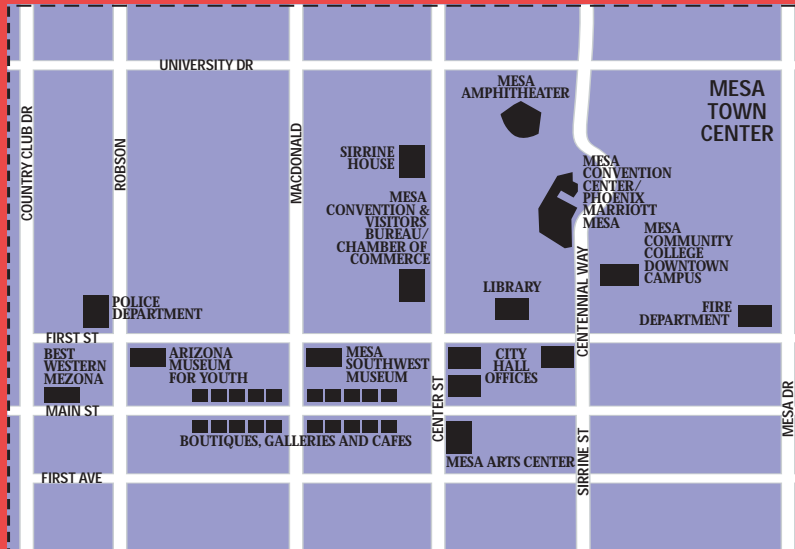 UNIVERSITY DR
MESA
AMPHITHEATER
MESA
TOWN
CENTER
COUNTRY CLUB DR
ROBSON
MACDONALD
SIRRINE
HOUSE
MESA
CONVENTION &
VISITORS
BUREAU/
CHAMBER OF
COMMERCE
MESA
CONVENTION
CENTER/
PHOENIX
MARRIOTT
MESA
MESA
COMMUNITY
COLLEGE
DOWNTOWN
CAMPUS
CENTENNIAL WAY
LIBRARY
POLICE
DEPARTMENT
FIRE
DEPARTMENT
FIRST ST
BEST
WESTERN
MEZONA
ARIZONA
MUSEUM
FOR YOUTH
MESA
SOUTHWEST
MUSEUM
CITY
HALL
OFFICES
CENTER ST
MESA DR
MAIN ST
BOUTIQUES, GALLERIES AND CAFES
MESA ARTS CENTER
SIRRINE ST
FIRST AVE